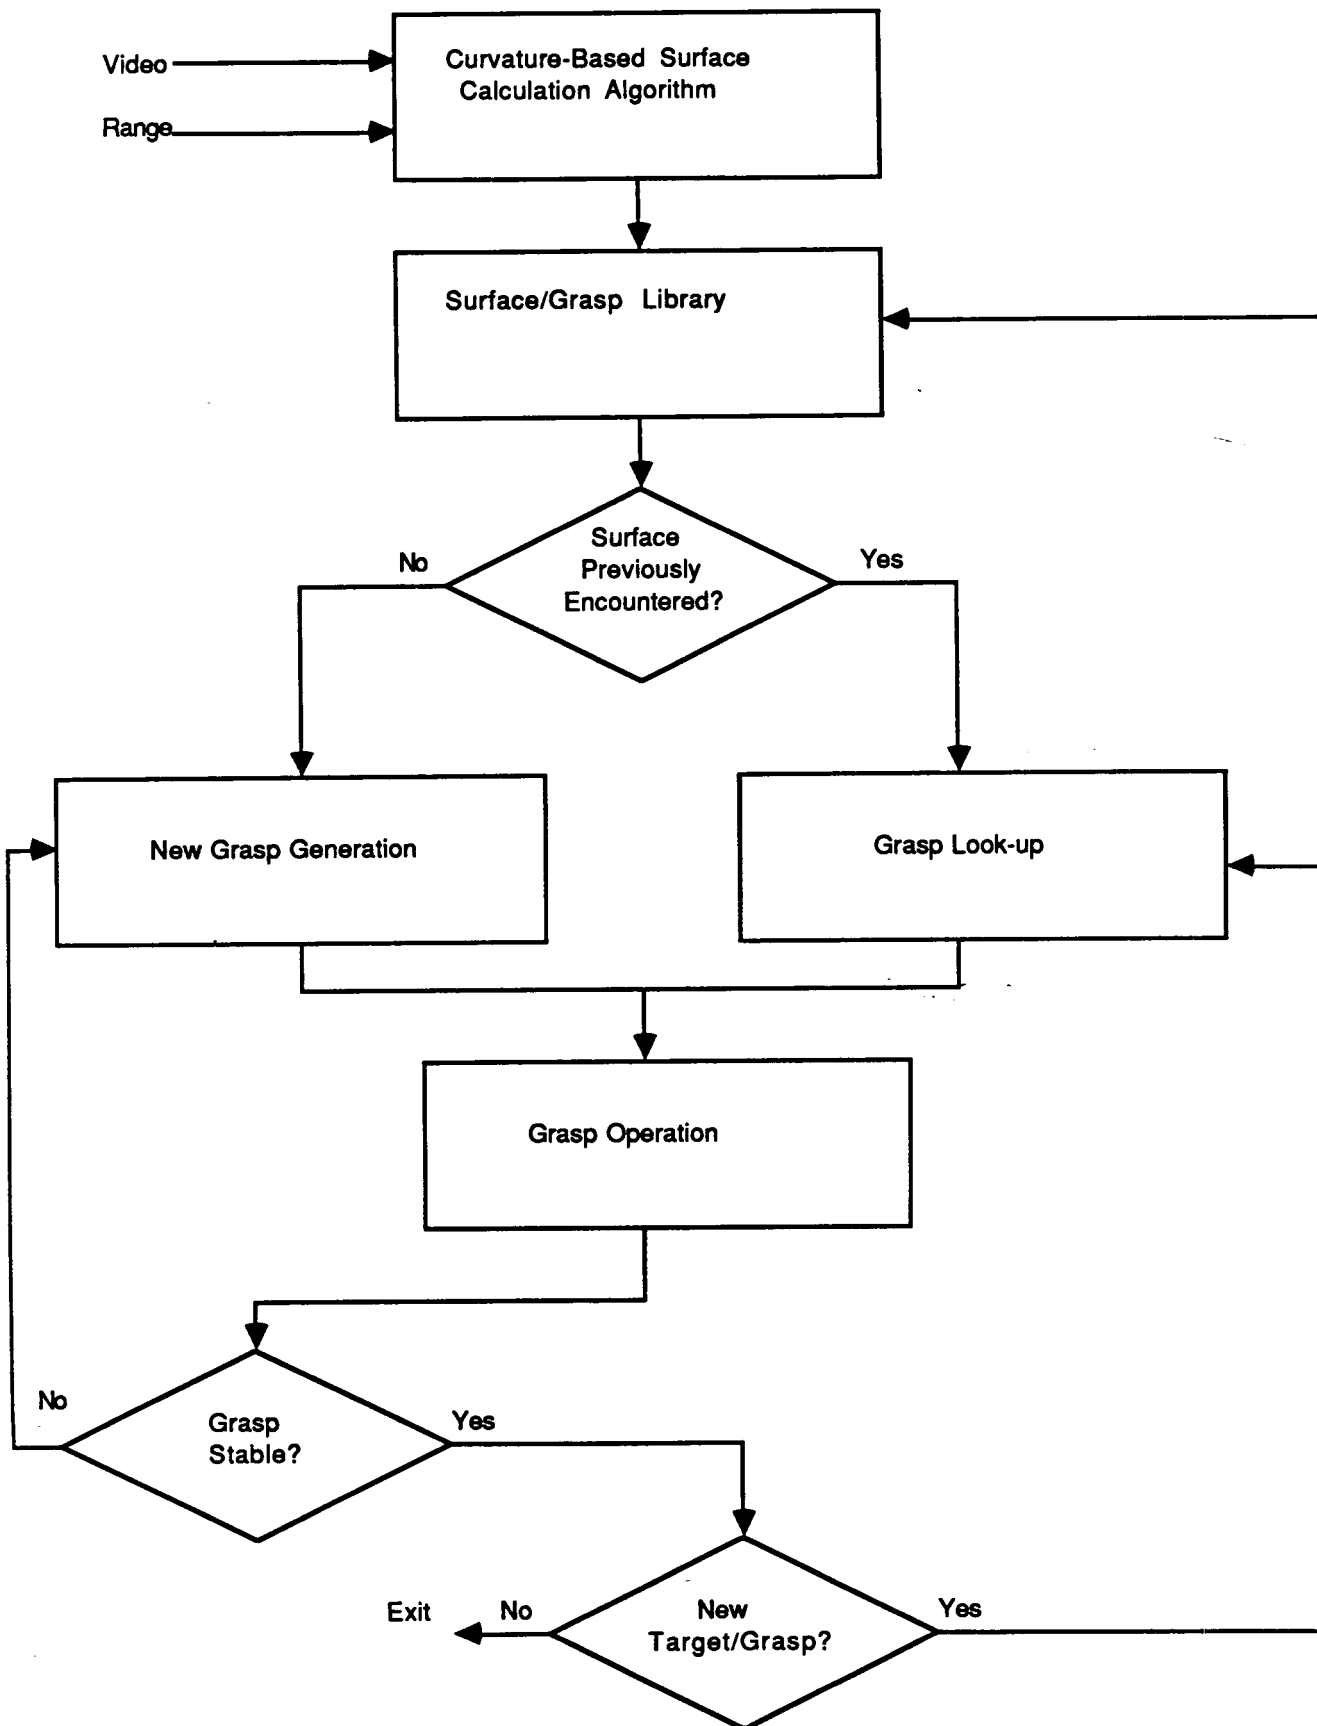 Video
Curvature-Based Surface
Calculation Algorithm
Range
Surface/Grasp Library
Surface
Previously
Encountered?
No
Yes
New Grasp Generation
Grasp Look-up
Grasp Operation
No
Grasp
Stable?
Yes
Exit
No
New
Target/Grasp?
Yes